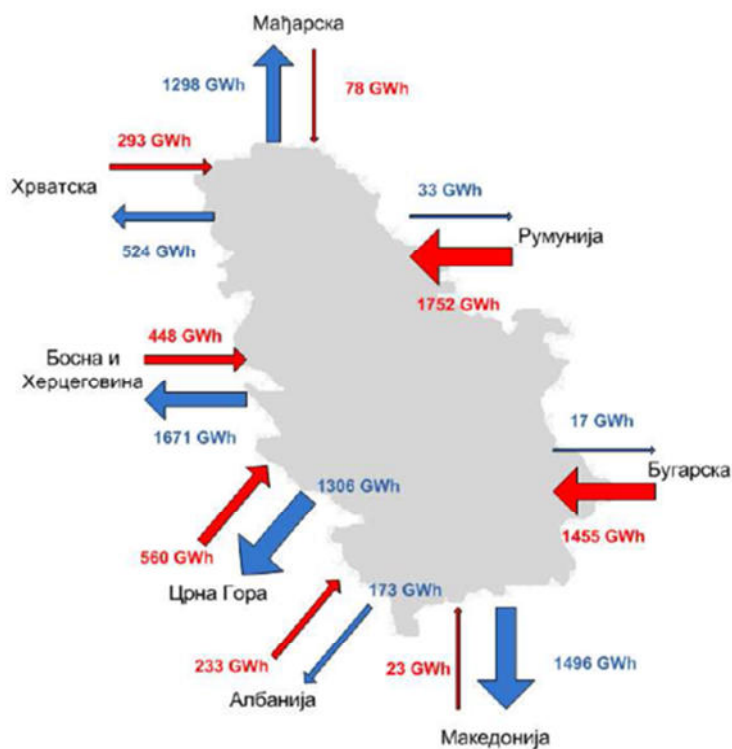 Мађарска
1298 GWh
78 GWh
293 GWh
Хрватска
33 GWh
524 GWh
Румунија
1752 GWh
448 GWh
Босна и
Херцеговина
1671 GWh
17 GWh
Бугарска
1306 GWh
1455 GWh
560 GWh
Црна Гора
173 GWh
233 GWh
23 GWh
1496 GWh
Албанија
Македонија